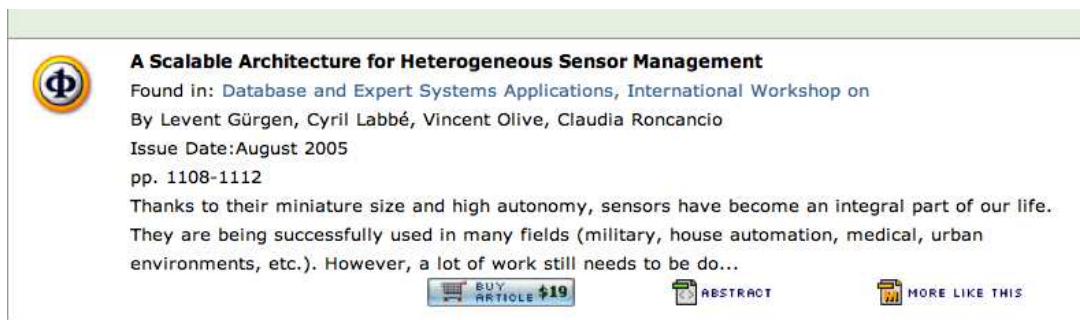 A Scalable Architecture for Heterogeneous Sensor Management
Φ
Found in: Database and Expert Systems Applications, International Workshop on
By Levent Gürgen, Cyril Labbé, Vincent Olive, Claudia Roncancio
Issue Date:August 2005
pp. 1108-1112
Thanks to their miniature size and high autonomy, sensors have become an integral part of our life.
They are being successfully used in many fields (military, house automation, medical, urban
environments, etc.). However, a lot of work still needs to be do...
BUY ARTICLE $19 ABSTRACT MORE LIKE THIS